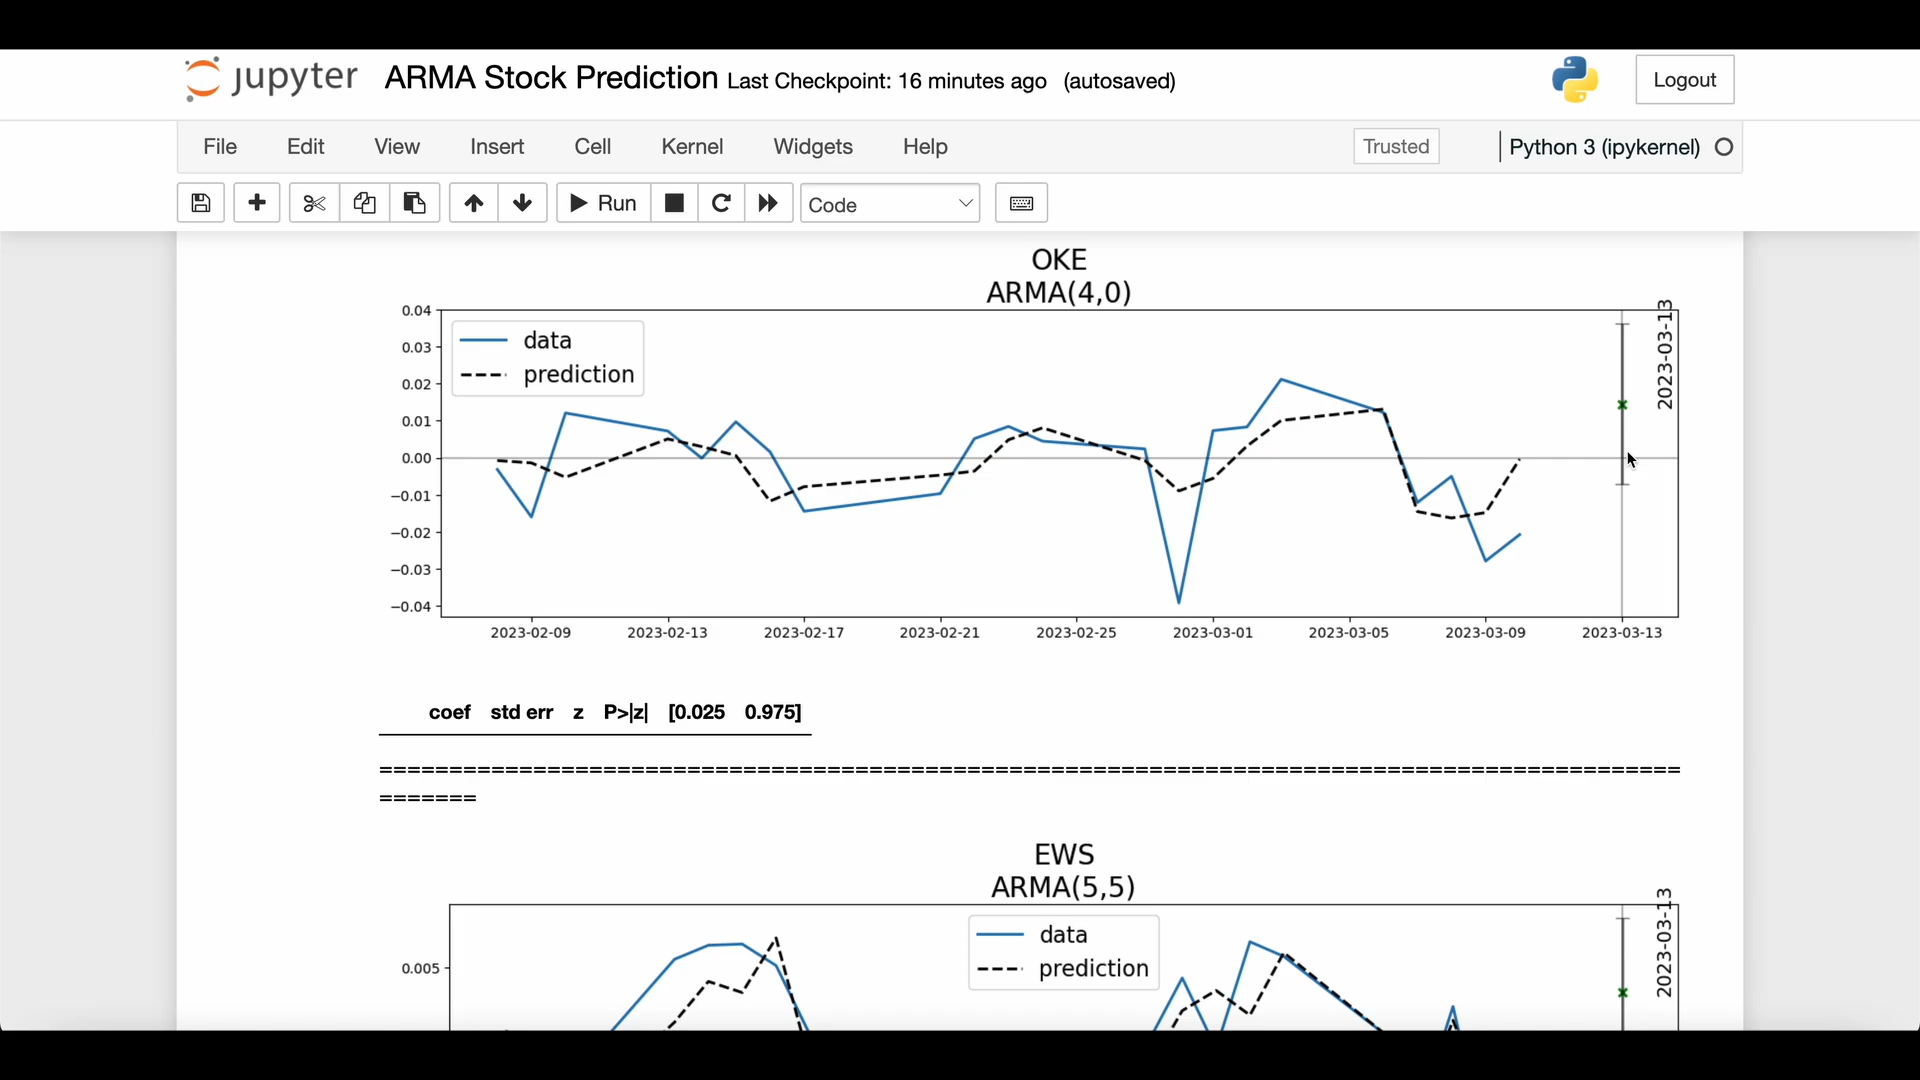 jupyter ARMA Stock Prediction Last Checkpoint: 16 minutes ago (autosaved)
Logout
File Edit View Insert Cell Kernel Widgets Help
Trusted
Python 3 (ipykernel)
Run
Code
OKE
ARMA(4,0)
data
prediction
0.04
0.03
0.02
0.01
0.00
−0.01
−0.02
−0.03
−0.04
2023-03-13
2023-02-09 2023-02-13 2023-02-17 2023-02-21 2023-02-25 2023-03-01 2023-03-05 2023-03-09 2023-03-13
coef std err z P>|z| [0.025 0.975]
=============================================================================================
=======
EWS
ARMA(5,5)
data
prediction
0.005
2023-03-13